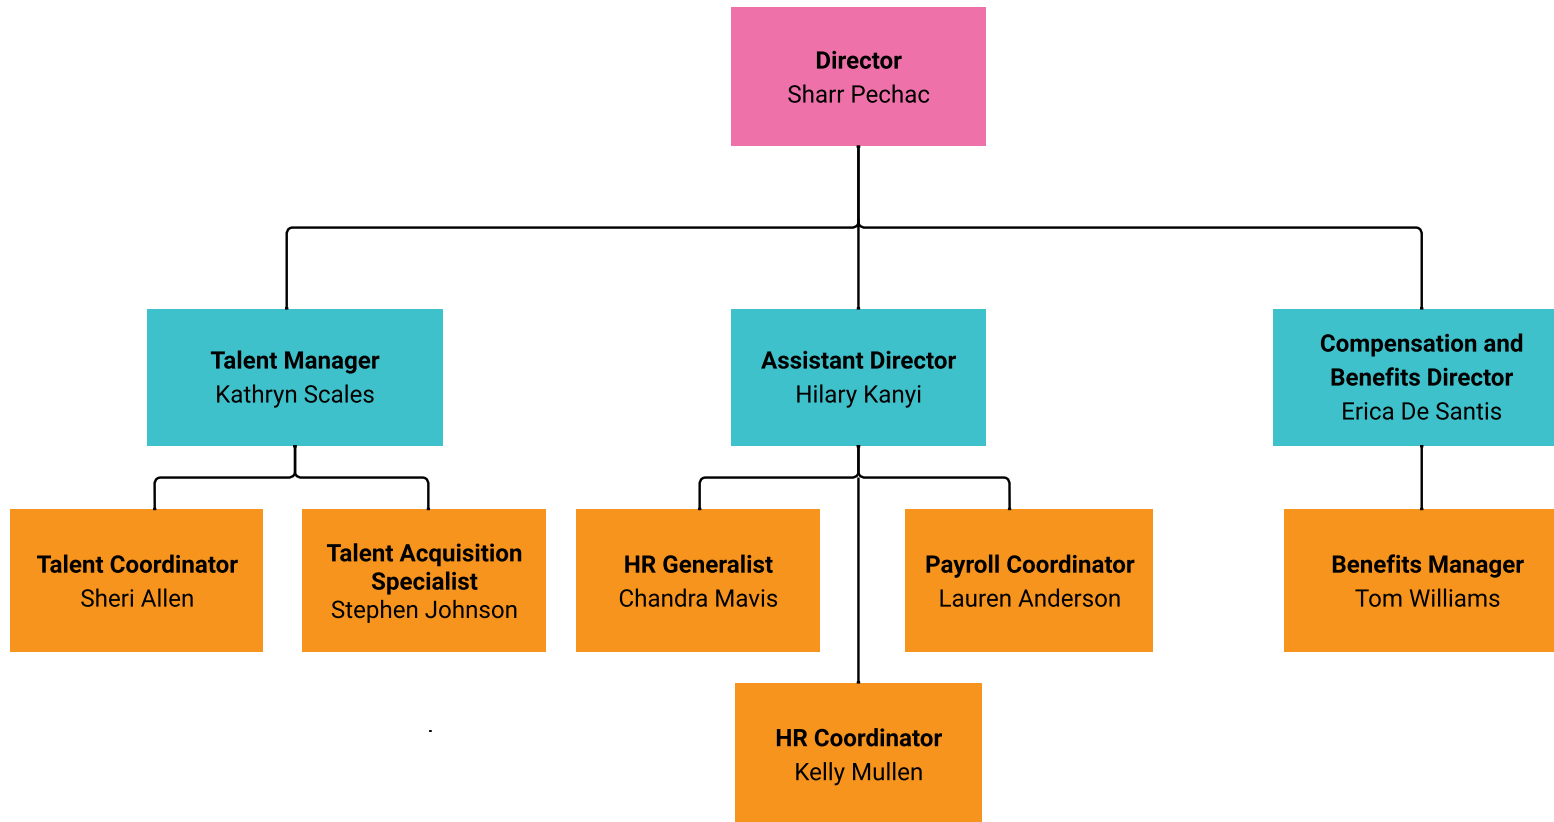 Director
Sharr Pechac
Talent Manager
Kathryn Scales
Assistant Director
Hilary Kanyi
Compensation and
Benefits Director
Erica De Santis
Talent Coordinator
Sheri Allen
Talent Acquisition
Specialist
Stephen Johnson
HR Generalist
Chandra Mavis
Payroll Coordinator
Lauren Anderson
Benefits Manager
Tom Williams
HR Coordinator
Kelly Mullen